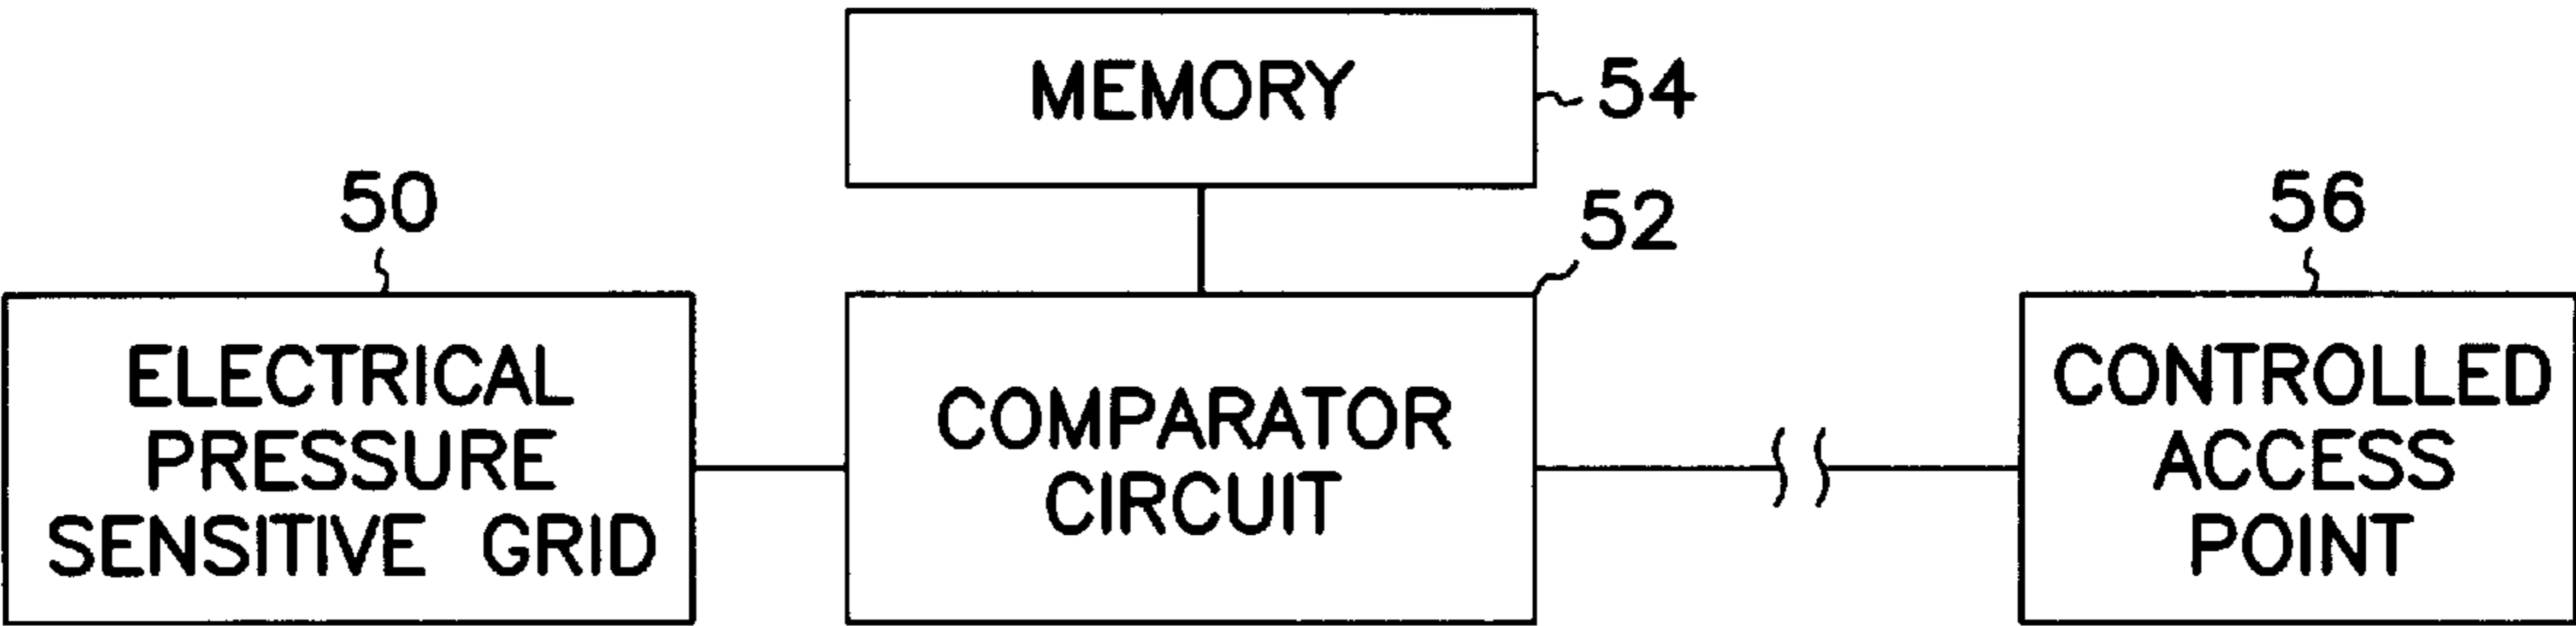 MEMORY
54
50
52
56
ELECTRICAL
PRESSURE
SENSITIVE GRID
COMPARATOR
CIRCUIT
CONTROLLED
ACCESS
POINT